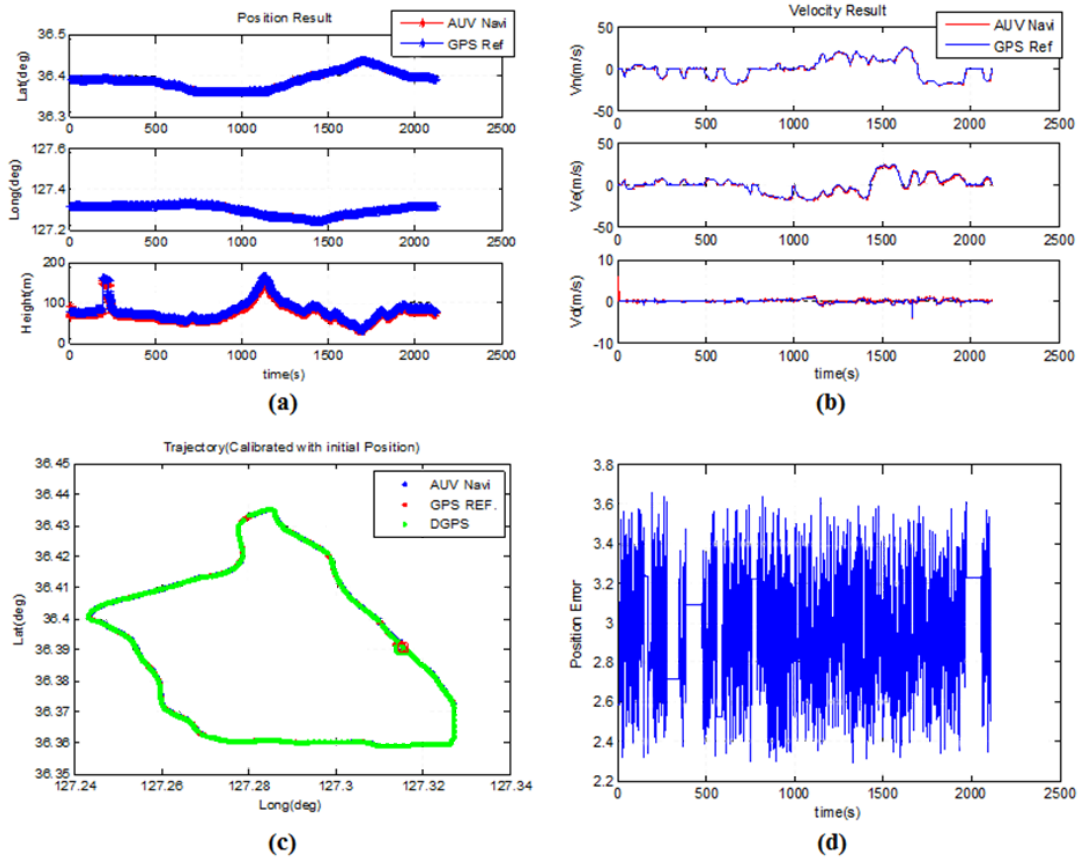 Position Result
AUV Navi
GPS Ref
Lat(deg)
36.5
36.4
36.3
0 500 1000 1500 2000 2500
Long(deg)
127.6
127.4
127.2
0 500 1000 1500 2000 2500
Height(m)
200
100
0
0 500 1000 1500 2000 2500
time(s)
(a)
Velocity Result
AUV Navi
GPS Ref
Vn(m/s)
50
0
-50
0 500 1000 1500 2000 2500
Ve(m/s)
50
0
-50
0 500 1000 1500 2000 2500
Vd(m/s)
10
0
-10
0 500 1000 1500 2000 2500
time(s)
(b)
Trajectory(Calibrated with initial Position)
AUV Navi
GPS REF.
DGPS
Lat(deg)
36.45
36.44
36.43
36.42
36.41
36.4
36.39
36.38
36.37
36.36
36.35
127.24 127.26 127.28 127.3 127.32 127.34
Long(deg)
(c)
Position Error
3.8
3.6
3.4
3.2
3
2.8
2.6
2.4
2.2
0 500 1000 1500 2000 2500
time(s)
(d)